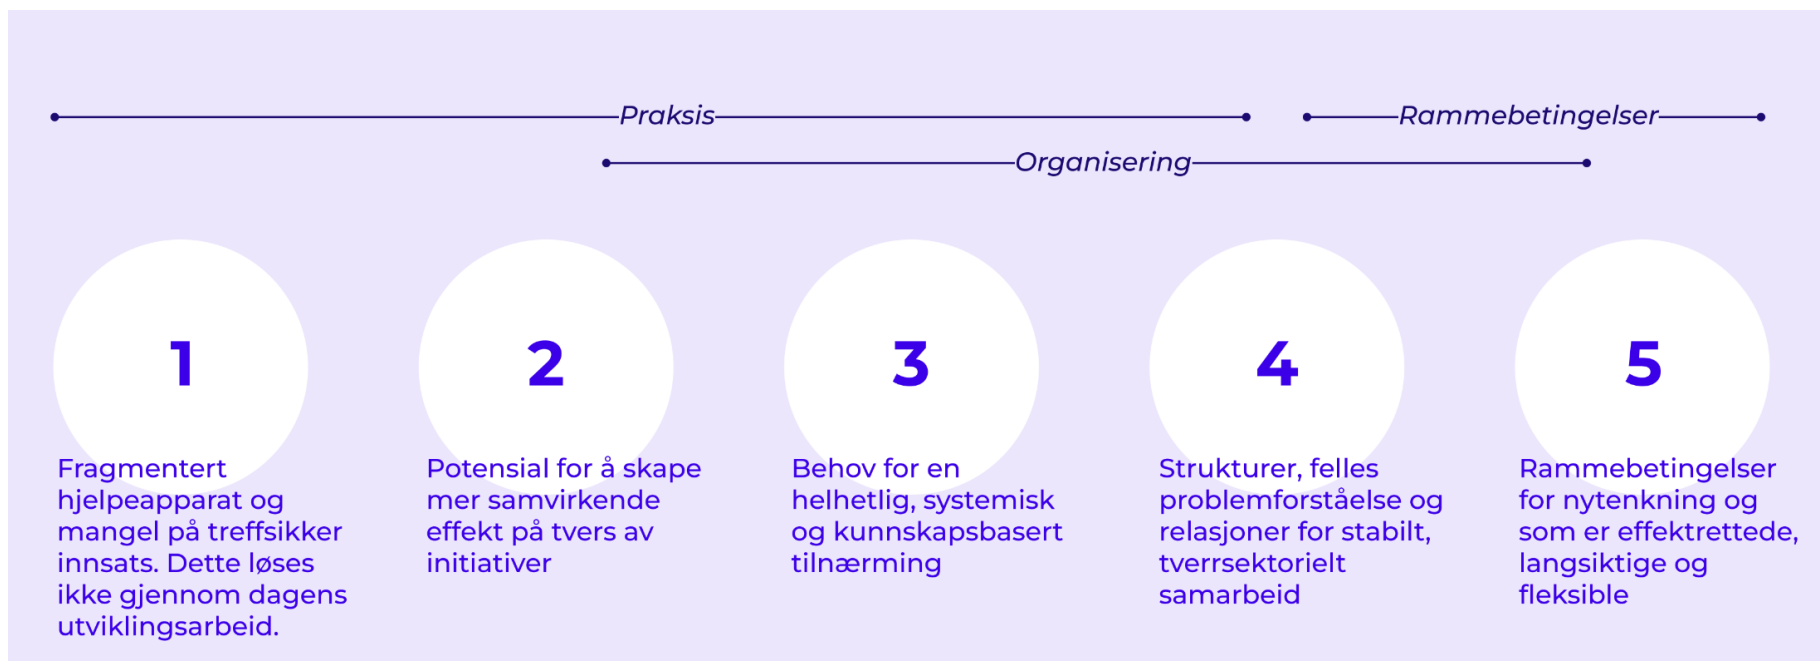 Praksis
Rammebetingelser
Organisering
1
Fragmentert
hjelpeapparat og
mangel på treffsikker
innsats. Dette løses
ikke gjennom dagens
utviklingsarbeid.
2
Potensial for å skape
mer samvirkende
effekt på tvers av
initiativer
3
Behov for en
helhetlig, systemisk
og kunnskapsbasert
tilnærming
4
Strukturer, felles
problemforståelse og
relasjoner for stabilt,
tverrsektorielt
samarbeid
5
Rammebetingelser
for nytenkning og
som er effektrettede,
langsiktige og
fleksible